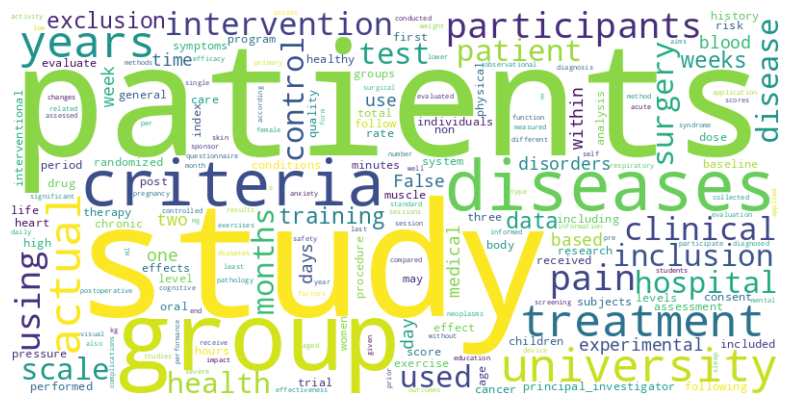 exclusion
intervention
participants
activity
low
access
conducted
weight
history
risk
years
symptoms
program
first
patient
observational
lower
aims
evaluate
methods
efficacy
primary
time
healthy
test
diagnosis
blood
weeks
disease
patients
changes
week
general
single
groups
individuals
physical
within
surgery
application
related
assessed
care
quality
surgical
evaluated
method
scores
interventional
control
use
total
follow
form
non
function
measured
different
analysis
acute
syndrome
dose
per
according
female
rate
index
skin
period
randomized
sponsor
questionnaire
month
conditions
minutes
system
number
disorders
self
baseline
respiratory
drug
significant
pregnancy
criteria
post
anxiety
well
False
muscle
diseases
type
collected
evaluation
applied
life
heart
therapy
controlled
results
two
mg
training
standard
sessions
three
data
including
information
participate
diagnosed
clinical
daily
high
chronic
exercises
one
months
safety
last
session
informed
pre
based
research
using
actual
study
days
effects
level
diabetes
least
pathology
cognitive
procedure
compared
may
medical
body
received
students
inclusion
postoperative
oral
end
year
factors
pain
subjects
levels
consent
hospital
screening
mental
neoplasms
assessment
visual
also
kg
group
women
day
effect
without
treatment
pressure
complications
studies
performance
receive
hours
aged
impact
given
score
exercise
children
experimental
included
scale
severe
health
used
prior
education
age
device
sleep
university
performed
effectiveness
trial
outcomes
cancer
principal_investigator
following